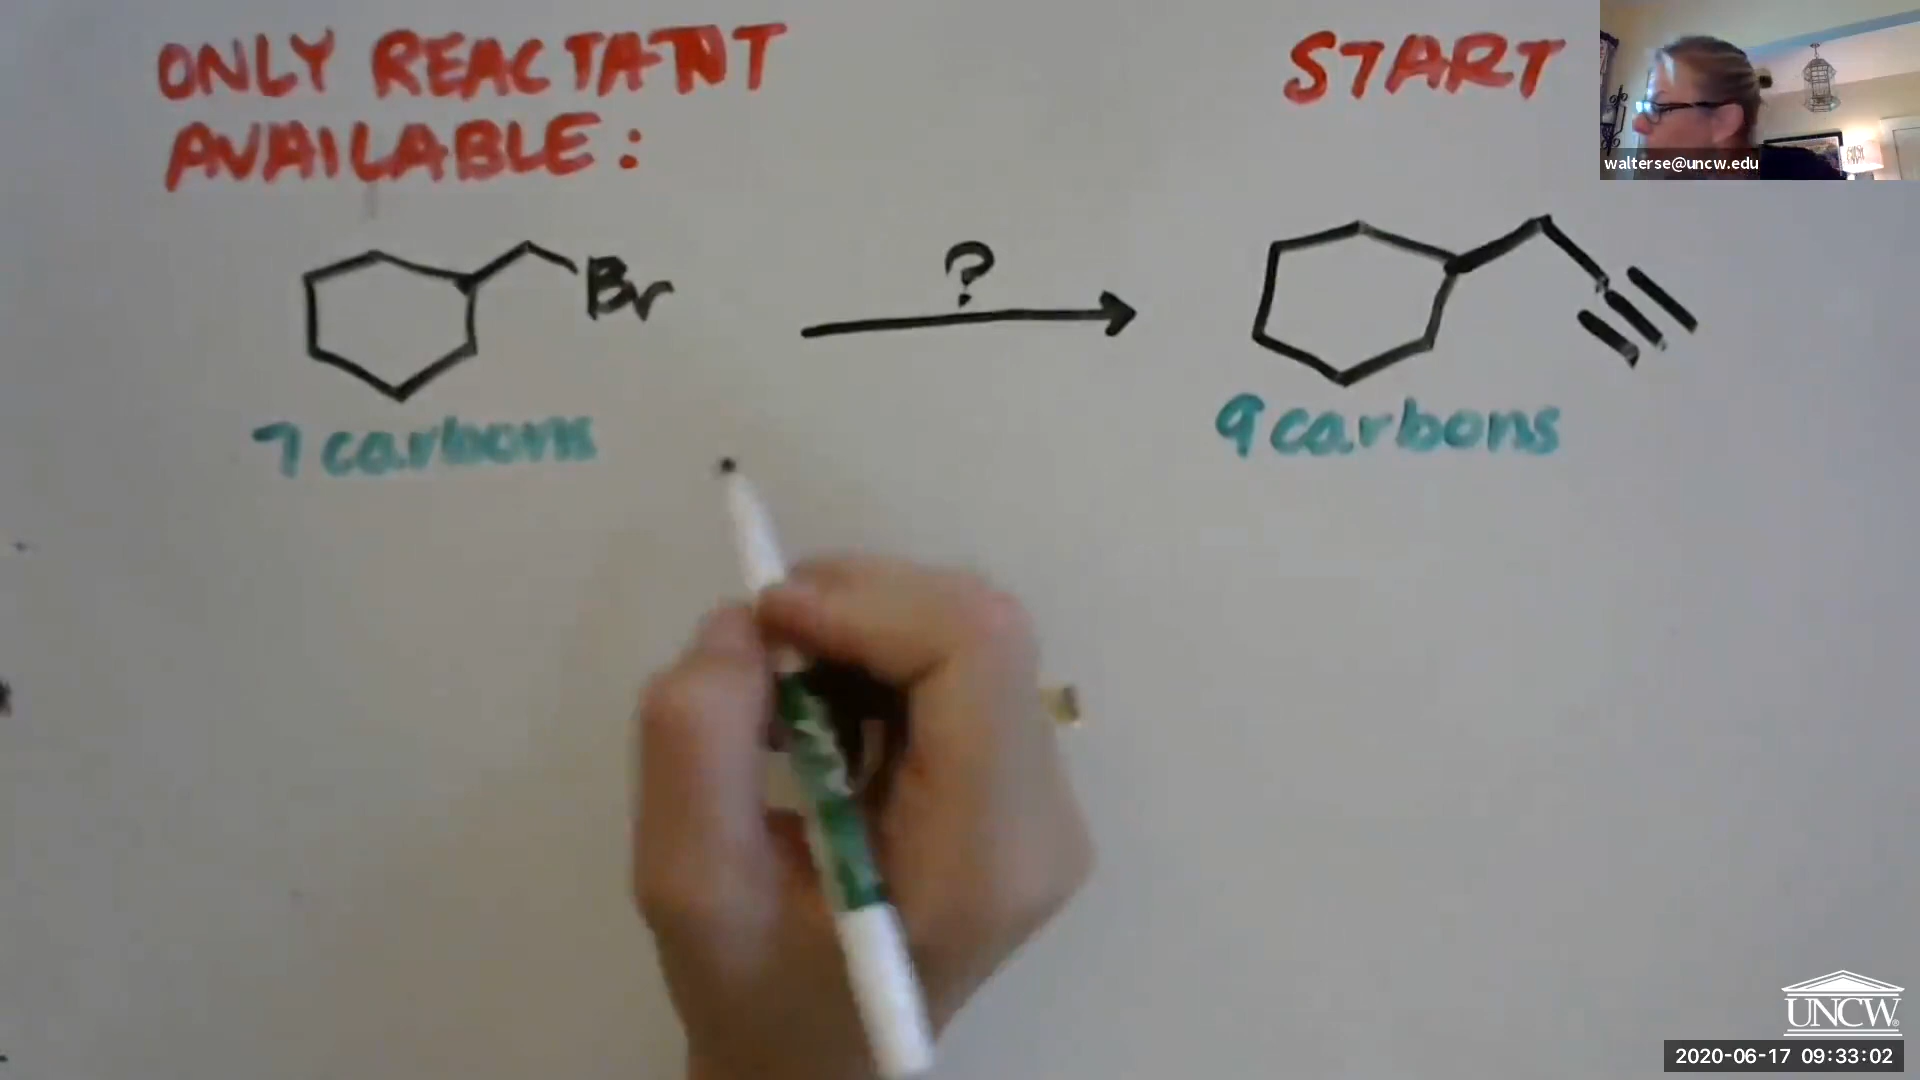 ONLY REACTANT
AVAILABLE:
START
walterse@uncw.edu
Br
?
7 carbons
9 carbons
UNCW
2020-06-17 09:33:02